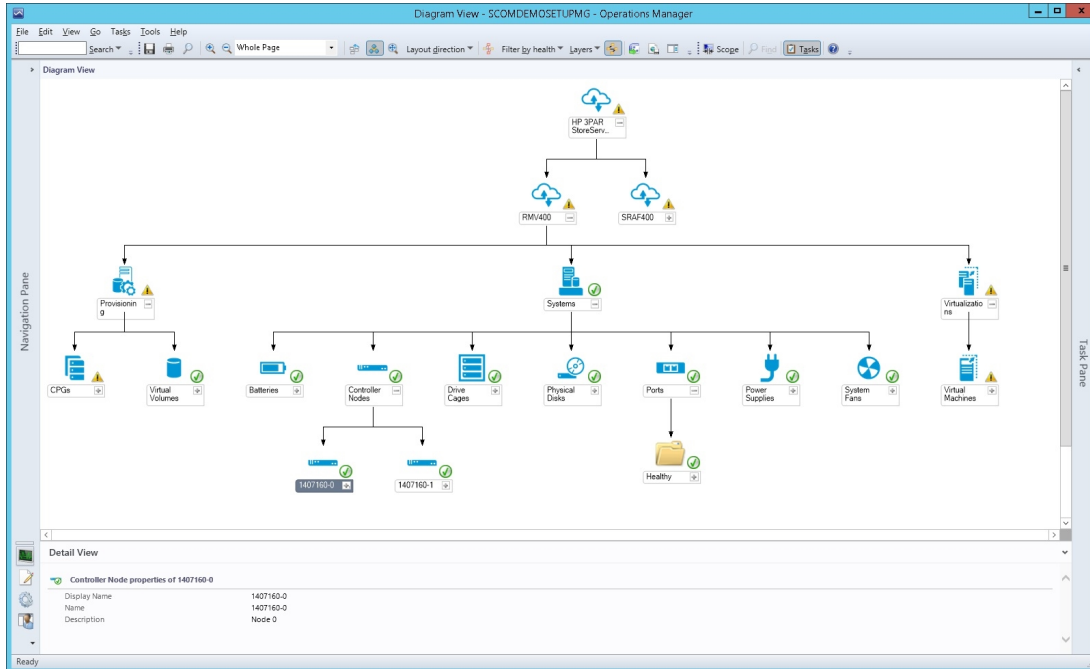 Diagram View - SCOMDEMOSETUPMG - Operations Manager
File Edit View Go Tasks Tools Help
Search Whole Page Layout direction Filter by health Layers Scope Find Tasks
Diagram View
HP 3PAR
StoreServ...
RMV400
SRAF400
Provisionin
g
Systems
Virtualizatio
ns
CPGs
Virtual
Volumes
Batteries
Controller
Nodes
Drive
Cages
Physical
Disks
Ports
Power
Supplies
System
Fans
Virtual
Machines
1407160-0
1407160-1
Healthy
Navigation Pane
Task Pane
Detail View
Controller Node properties of 1407160-0
Display Name 1407160-0
Name 1407160-0
Description Node 0
Ready